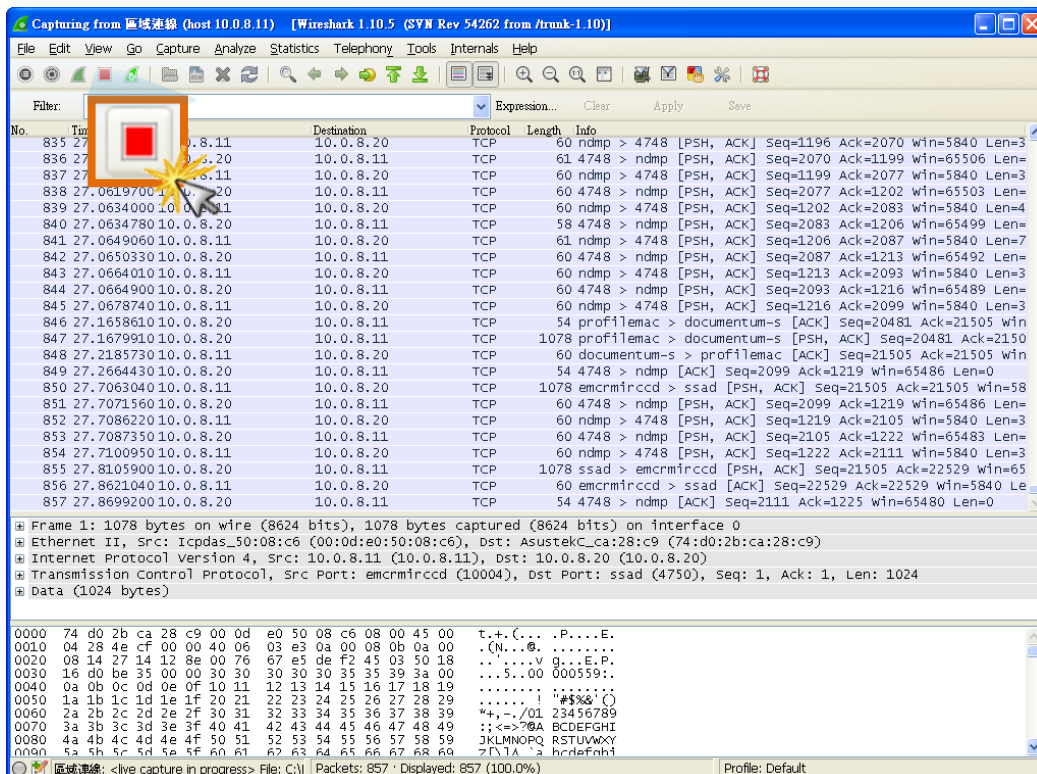 Capturing from 區域連線 (host 10.0.8.11) [Wireshark 1.10.5 (SVN Rev 54262 from /trunk-1.10)]
File Edit View Go Capture Analyze Statistics Telephony Tools Internals Help
Filter: Expression... Clear Apply Save
No. Tim Destination Protocol Length Info
835 27 0.8.11 10.0.8.20 TCP 60 ndmp > 4748 [PSH, ACK] Seq=1196 Ack=2070 Win=5840 Len=3
836 27 .8.20 10.0.8.11 TCP 61 4748 > ndmp [PSH, ACK] Seq=2070 Ack=1199 Win=65506 Len=
837 27 .8.11 10.0.8.20 TCP 60 ndmp > 4748 [PSH, ACK] Seq=1199 Ack=2077 Win=5840 Len=3
838 27.0619700 10. .20 10.0.8.11 TCP 60 4748 > ndmp [PSH, ACK] Seq=2077 Ack=1202 Win=65503 Len=
839 27.0634000 10.0. 11 10.0.8.20 TCP 60 ndmp > 4748 [PSH, ACK] Seq=1202 Ack=2083 Win=5840 Len=4
840 27.0634780 10.0.8.20 10.0.8.11 TCP 58 4748 > ndmp [PSH, ACK] Seq=2083 Ack=1206 Win=65499 Len=
841 27.0649060 10.0.8.11 10.0.8.20 TCP 61 ndmp > 4748 [PSH, ACK] Seq=1206 Ack=2087 Win=5840 Len=7
842 27.0650330 10.0.8.20 10.0.8.11 TCP 60 4748 > ndmp [PSH, ACK] Seq=2087 Ack=1213 Win=65492 Len=
843 27.0664010 10.0.8.11 10.0.8.20 TCP 60 ndmp > 4748 [PSH, ACK] Seq=1213 Ack=2093 Win=5840 Len=3
844 27.0664900 10.0.8.20 10.0.8.11 TCP 60 4748 > ndmp [PSH, ACK] Seq=2093 Ack=1216 Win=65489 Len=
845 27.0678740 10.0.8.11 10.0.8.20 TCP 60 ndmp > 4748 [PSH, ACK] Seq=1216 Ack=2099 Win=5840 Len=3
846 27.1658610 10.0.8.20 10.0.8.11 TCP 54 profilemac > documentum-s [ACK] Seq=20481 Ack=21505 Win
847 27.1679910 10.0.8.20 10.0.8.11 TCP 1078 profilemac > documentum-s [PSH, ACK] Seq=20481 Ack=2150
848 27.2185730 10.0.8.11 10.0.8.20 TCP 60 documentum-s > profilemac [ACK] Seq=21505 Ack=21505 Win
849 27.2664430 10.0.8.20 10.0.8.11 TCP 54 4748 > ndmp [ACK] Seq=2099 Ack=1219 Win=65486 Len=0
850 27.7063040 10.0.8.11 10.0.8.20 TCP 1078 emcrmirccd > ssad [PSH, ACK] Seq=21505 Ack=21505 Win=58
851 27.7071560 10.0.8.20 10.0.8.11 TCP 60 4748 > ndmp [PSH, ACK] Seq=2099 Ack=1219 Win=65486 Len=
852 27.7086220 10.0.8.11 10.0.8.20 TCP 60 ndmp > 4748 [PSH, ACK] Seq=1219 Ack=2105 Win=5840 Len=3
853 27.7087350 10.0.8.20 10.0.8.11 TCP 60 4748 > ndmp [PSH, ACK] Seq=2105 Ack=1222 Win=65483 Len=
854 27.7100950 10.0.8.11 10.0.8.20 TCP 60 ndmp > 4748 [PSH, ACK] Seq=1222 Ack=2111 Win=5840 Len=3
855 27.8105900 10.0.8.20 10.0.8.11 TCP 1078 ssad > emcrmirccd [PSH, ACK] Seq=21505 Ack=22529 Win=65
856 27.8621040 10.0.8.11 10.0.8.20 TCP 60 emcrmirccd > ssad [ACK] Seq=22529 Ack=22529 Win=5840 Le
857 27.8699200 10.0.8.20 10.0.8.11 TCP 54 4748 > ndmp [ACK] Seq=2111 Ack=1225 Win=65480 Len=0
Frame 1: 1078 bytes on wire (8624 bits), 1078 bytes captured (8624 bits) on interface 0
Ethernet II, Src: Icpdas_50:08:c6 (00:0d:e0:50:08:c6), Dst: AsustekC_ca:28:c9 (74:d0:2b:ca:28:c9)
Internet Protocol Version 4, Src: 10.0.8.11 (10.0.8.11), Dst: 10.0.8.20 (10.0.8.20)
Transmission Control Protocol, Src Port: emcrmirccd (10004), Dst Port: ssad (4750), Seq: 1, Ack: 1, Len: 1024
Data (1024 bytes)
0000 74 d0 2b ca 28 c9 00 0d e0 50 08 c6 08 00 45 00 t.+.(... .P....E.
0010 04 28 4e cf 00 00 40 06 03 e3 0a 00 08 0b 0a 00 .(N...@. ........
0020 08 14 27 14 12 8e 00 76 67 e5 de f2 45 03 50 18 ..'....v g...E.P.
0030 16 d0 be 35 00 00 30 30 30 30 30 35 35 39 3a 00 ...5..00 000559:.
0040 0a 0b 0c 0d 0e 0f 10 11 12 13 14 15 16 17 18 19 ........ ........
0050 1a 1b 1c 1d 1e 1f 20 21 22 23 24 25 26 27 28 29 ...... ! "#$%&'()
0060 2a 2b 2c 2d 2e 2f 30 31 32 33 34 35 36 37 38 39 *+,-./01 23456789
0070 3a 3b 3c 3d 3e 3f 40 41 42 43 44 45 46 47 48 49 :;<=>?@A BCDEFGHI
0080 4a 4b 4c 4d 4e 4f 50 51 52 53 54 55 56 57 58 59 JKLMNOPQ RSTUVWXY
0090 5a 5b 5c 5d 5e 5f 60 61 62 63 64 65 66 67 68 69 Z[\]^_`a bcdefghi
區域連線: <live capture in progress> File: C:\ Packets: 857 · Displayed: 857 (100.0%) Profile: Default